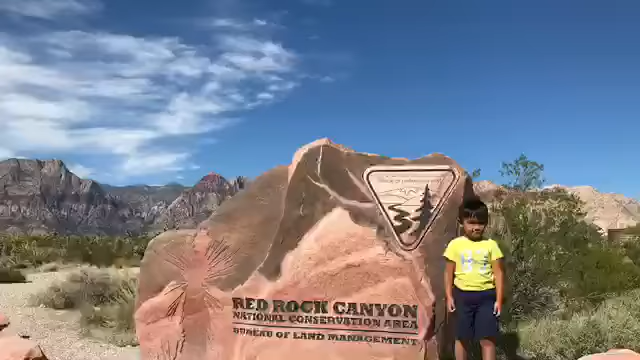 RED ROCK CANYON
NATIONAL CONSERVATION AREA
BUREAU OF LAND MANAGEMENT